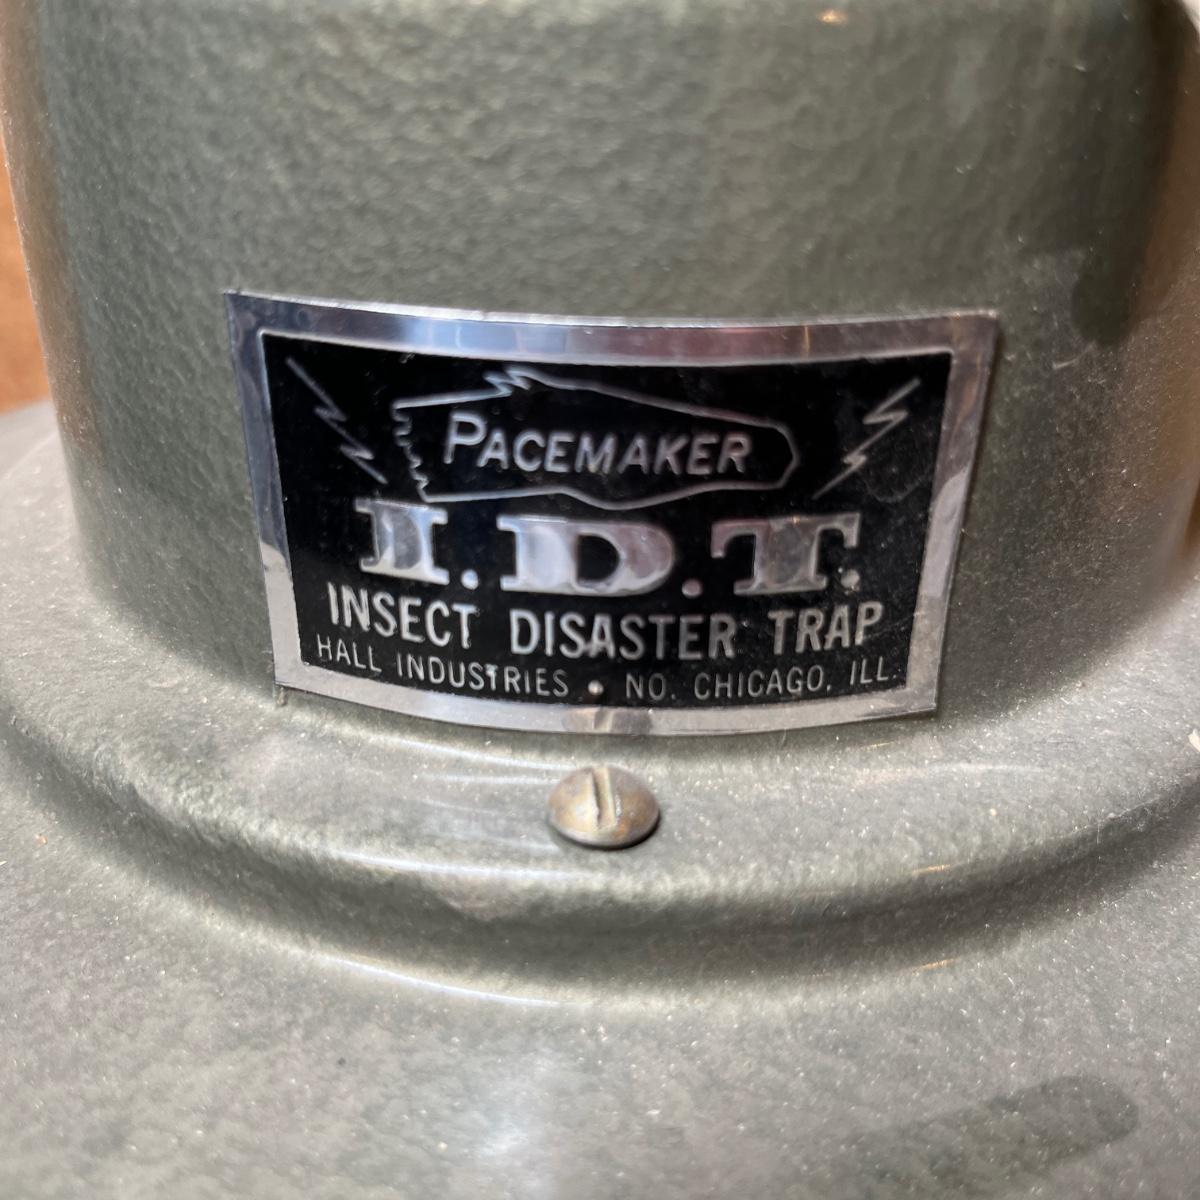 PACEMAKER
I.D.T.
INSECT DISASTER TRAP
HALL INDUSTRIES • NO. CHICAGO, ILL.